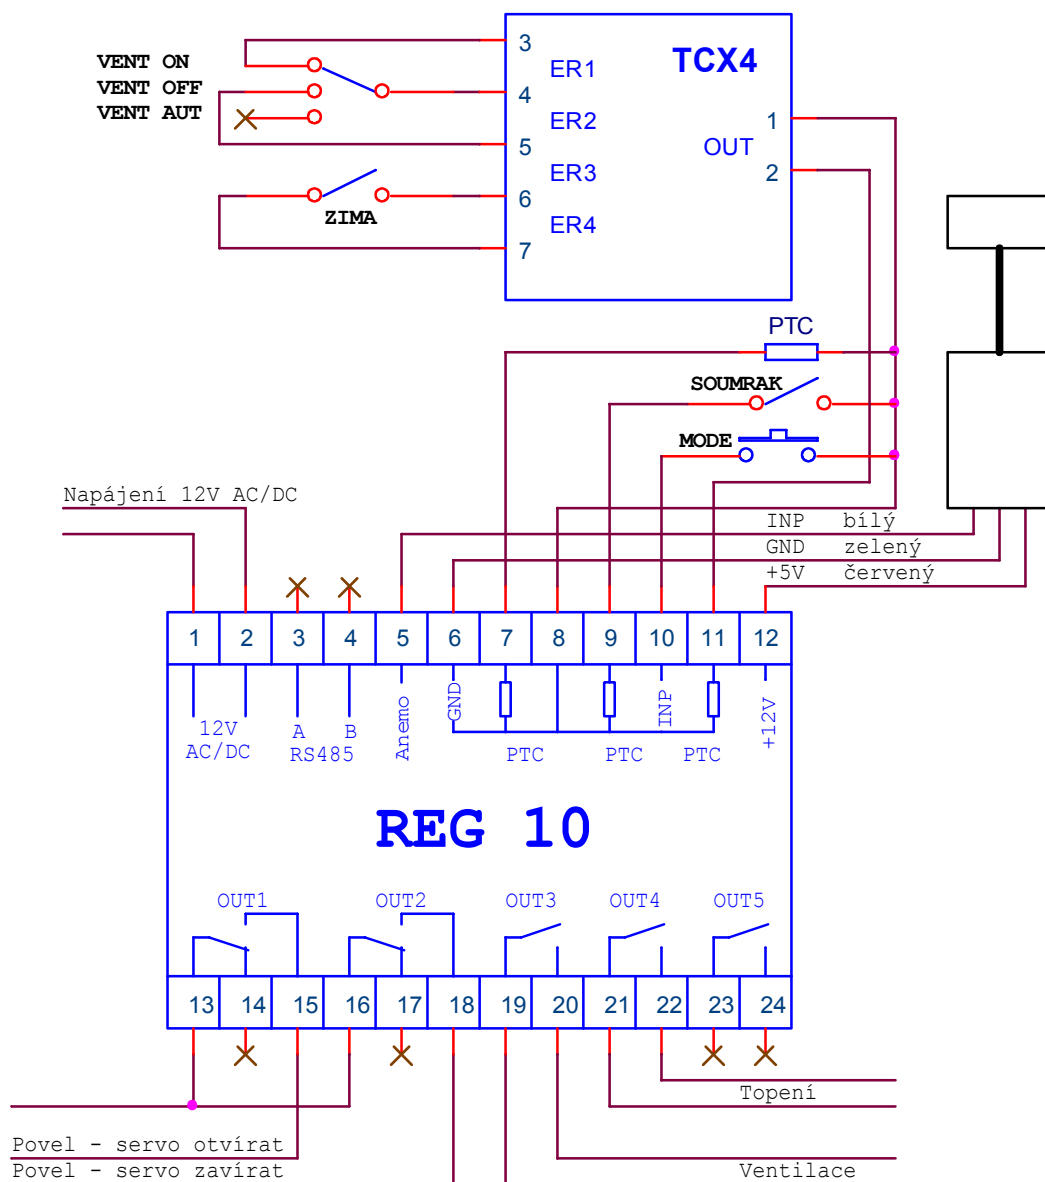 3
VENT ON
ER1
TCX4
VENT OFF
4
VENT AUT
ER2
1
5
OUT
ER3
2
6
ZIMA
ER4
7
PTC
SOUMRAK
MODE
Napájení 12V AC/DC
INP bílý
GND zelený
+5V červený
1 2 3 4 5 6 7 8 9 10 11 12
12V
AC/DC
A B
RS485
Anemo
GND
INP
+12V
PTC PTC PTC
REG 10
OUT1 OUT2 OUT3 OUT4 OUT5
13 14 15 16 17 18 19 20 21 22 23 24
Topení
Povel - servo otvírat
Povel - servo zavírat
Ventilace